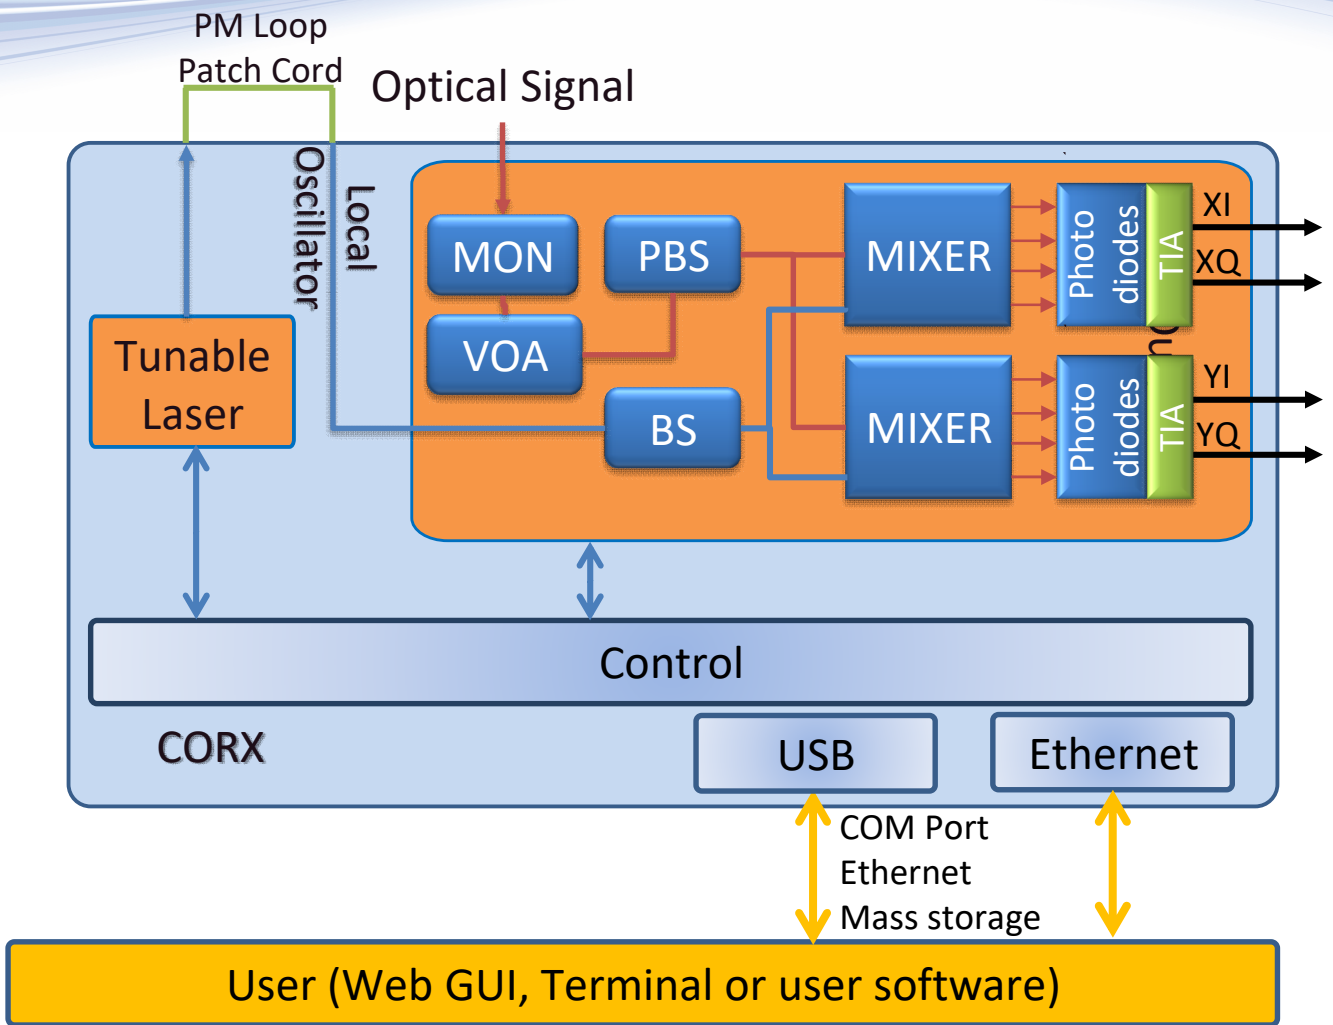 PM Loop
Patch Cord
Optical Signal
Local
Oscillator
MON
PBS
VOA
BS
MIXER
MIXER
Photo
diodes
TIA
XI
XQ
Photo
diodes
TIA
YI
YQ
Tunable
Laser
Control
CORX
USB
Ethernet
COM Port
Ethernet
Mass storage
User (Web GUI, Terminal or user software)